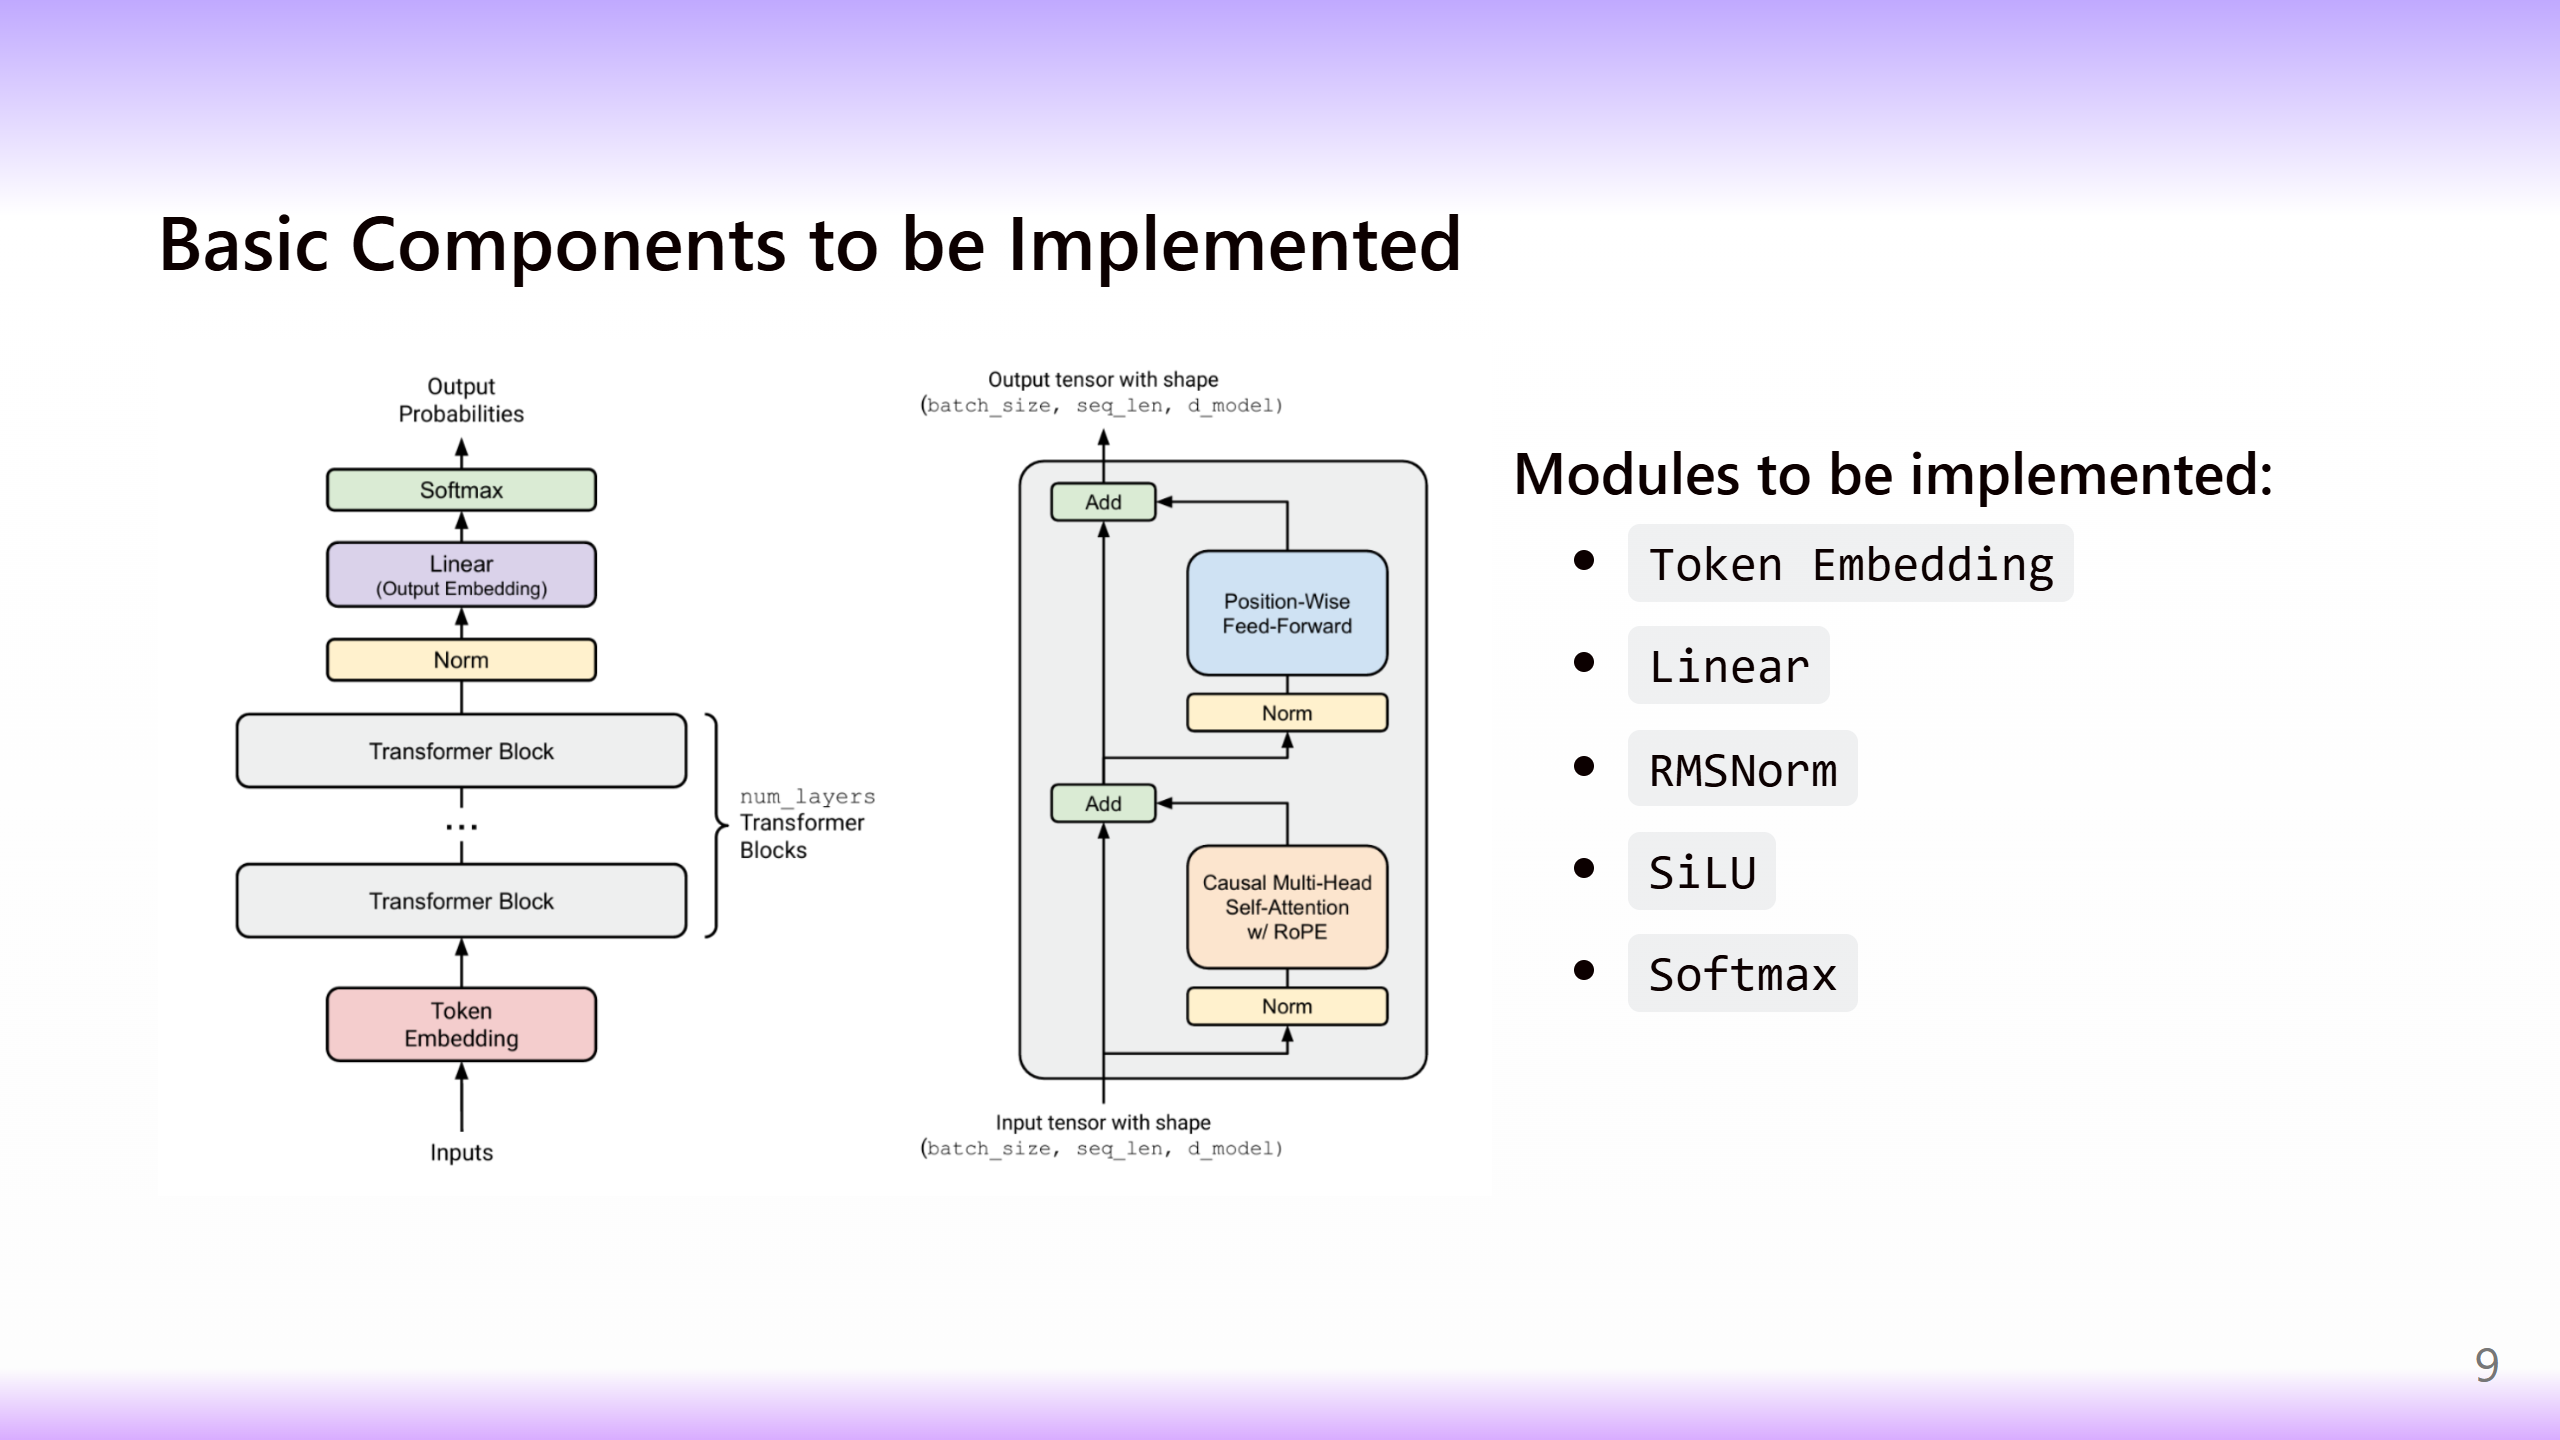 Basic Components to be Implemented
Output
Probabilities
Softmax
Linear
(Output Embedding)
Norm
Transformer Block
...
Transformer Block
num_layers
Transformer
Blocks
Token
Embedding
Inputs
Output tensor with shape
(batch_size, seq_len, d_model)
Add
Position-Wise
Feed-Forward
Norm
Add
Causal Multi-Head
Self-Attention
w/ RoPE
Norm
Input tensor with shape
(batch_size, seq_len, d_model)
Modules to be implemented:
• Token Embedding
• Linear
• RMSNorm
• SiLU
• Softmax
9